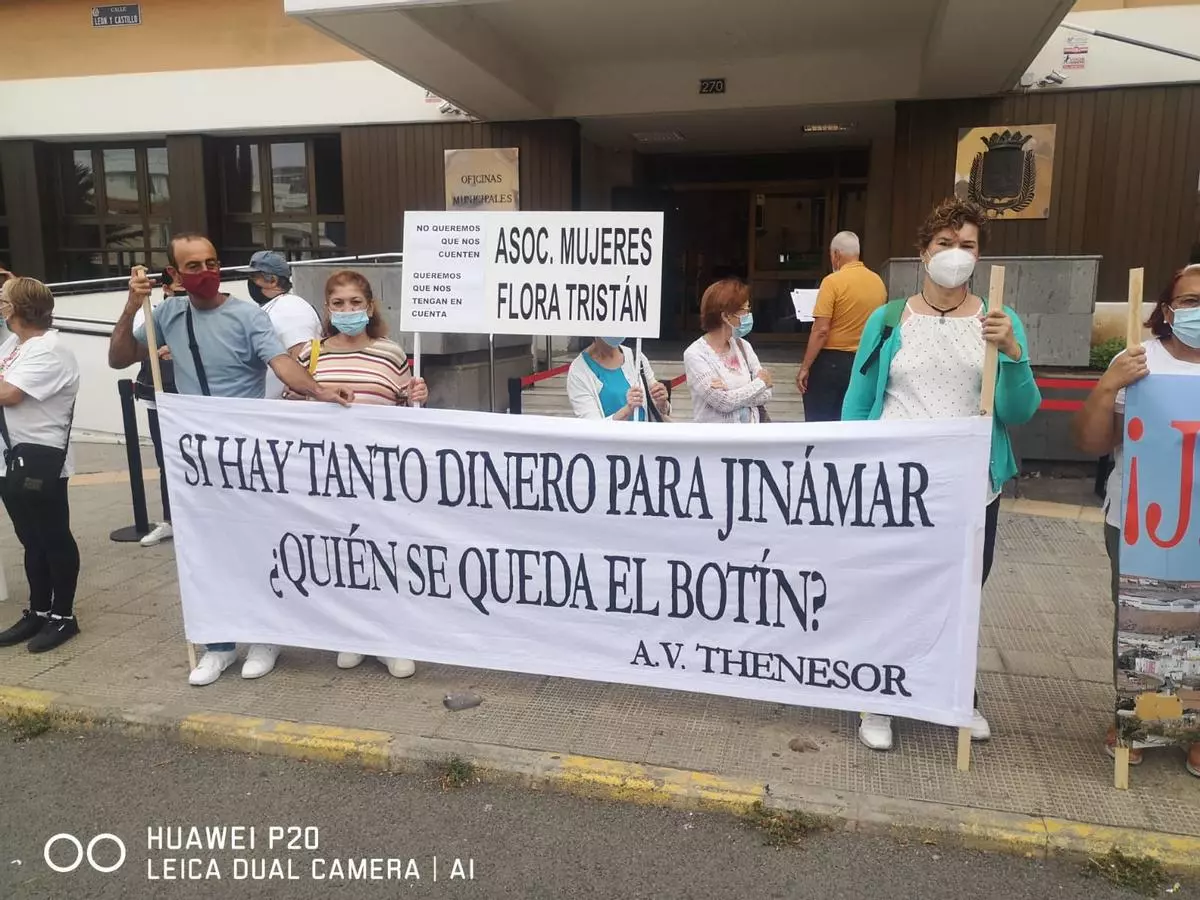 CALLE
LEÓN Y CASTILLO
270
OFICINAS
MUNICIPALES
NO QUEREMOS
QUE NOS
CUENTEN
QUEREMOS
QUE NOS
TENGAN EN
CUENTA
ASOC. MUJERES
FLORA TRISTÁN
SI HAY TANTO DINERO PARA JINÁMAR
¿QUIÉN SE QUEDA EL BOTÍN?
A.V. THENESOR
¡J
HUAWEI P20
LEICA DUAL CAMERA | AI